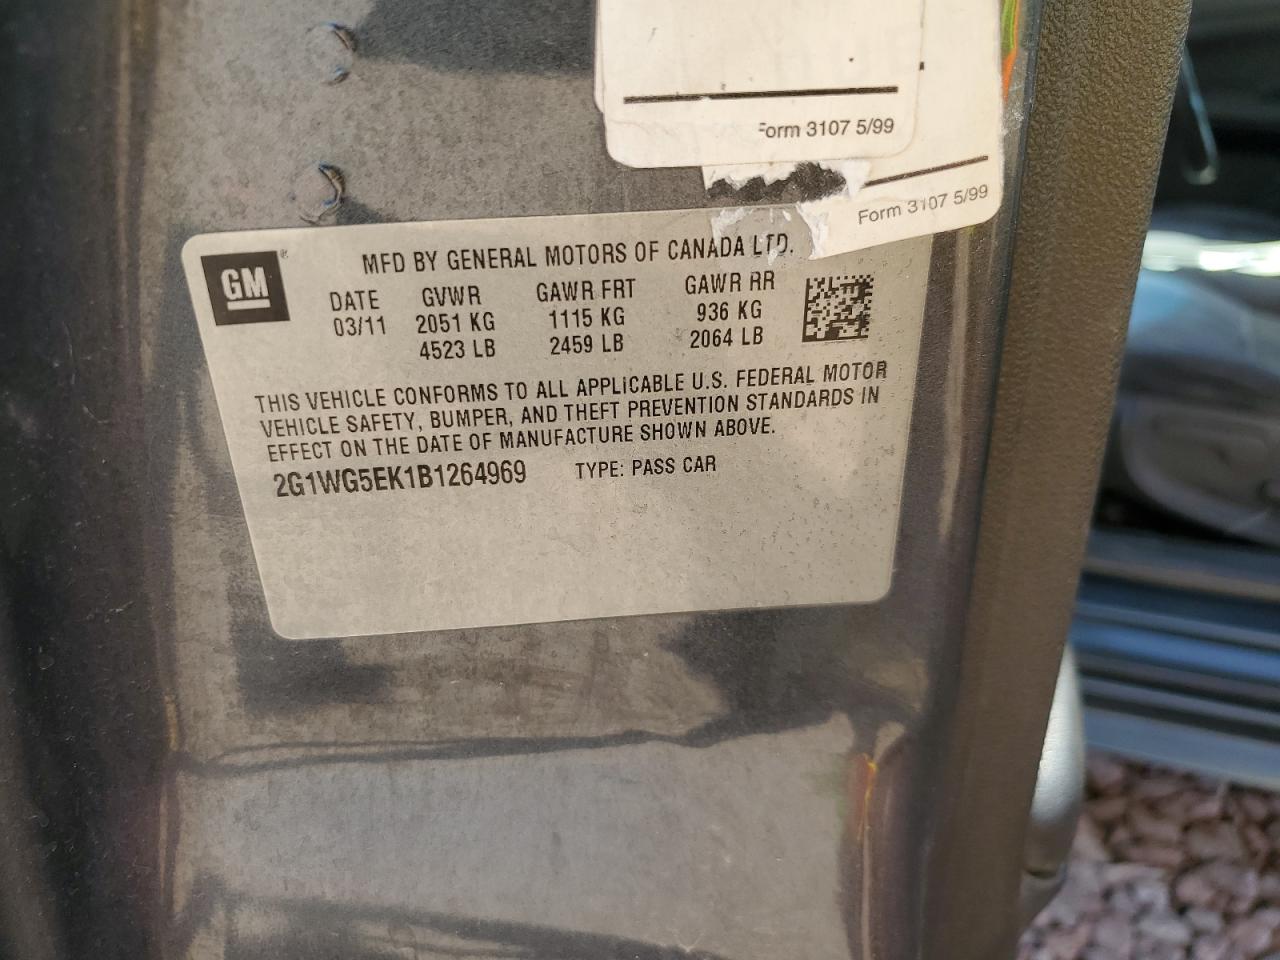 Form 3107 5/99
Form 3107 5/99
GM
®
MFD BY GENERAL MOTORS OF CANADA LTD.
DATE GVWR GAWR FRT GAWR RR
03/11 2051 KG 1115 KG 936 KG
4523 LB 2459 LB 2064 LB
THIS VEHICLE CONFORMS TO ALL APPLICABLE U.S. FEDERAL MOTOR
VEHICLE SAFETY, BUMPER, AND THEFT PREVENTION STANDARDS IN
EFFECT ON THE DATE OF MANUFACTURE SHOWN ABOVE.
2G1WG5EK1B1264969 TYPE: PASS CAR